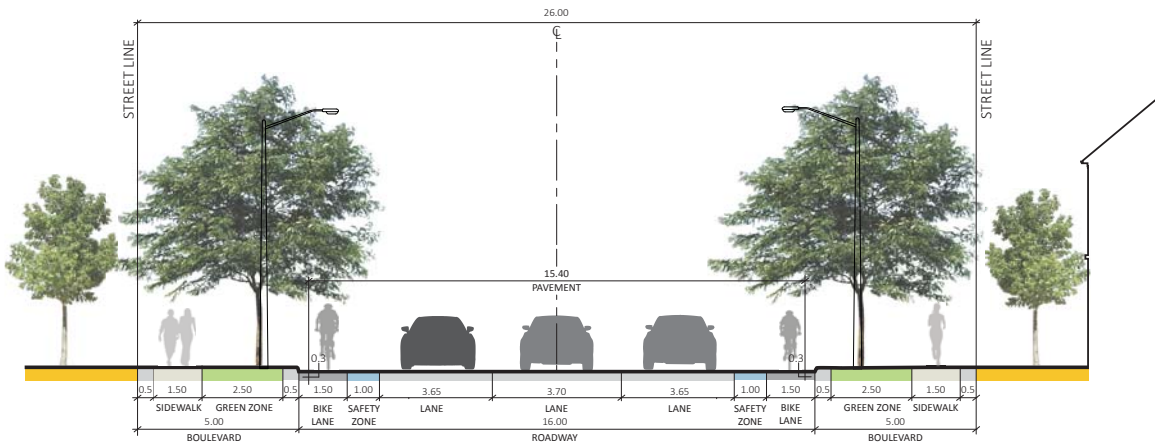 26.00
℄
STREET LINE
STREET LINE
15.40
PAVEMENT
0.3
0.3
0.5 1.50 2.50 0.5 1.50 1.00 3.65 3.70 3.65 1.00 1.50 0.5 2.50 1.50 0.5
SIDEWALK GREEN ZONE BIKE LANE SAFETY ZONE LANE LANE LANE SAFETY ZONE BIKE LANE GREEN ZONE SIDEWALK
5.00 16.00 5.00
BOULEVARD ROADWAY BOULEVARD